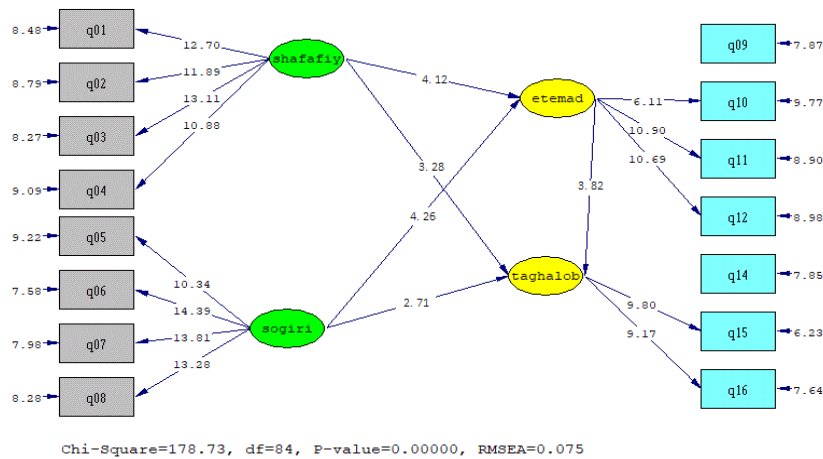 8.48 q01 12.70 shafafiy q09 7.87
8.79 q02 11.89 4.12 etemad 6.11 q10 9.77
8.27 q03 13.11 10.90 q11 8.90
9.09 q04 10.88 3.28 10.69 q12 8.98
9.22 q05 4.26 3.82
7.58 q06 10.34 taghalob q14 7.85
7.98 q07 14.39 sogiri 2.71 9.80 q15 6.23
8.28 q08 13.81 9.17 q16 7.64
13.28
Chi-Square=178.73, df=84, P-value=0.00000, RMSEA=0.075